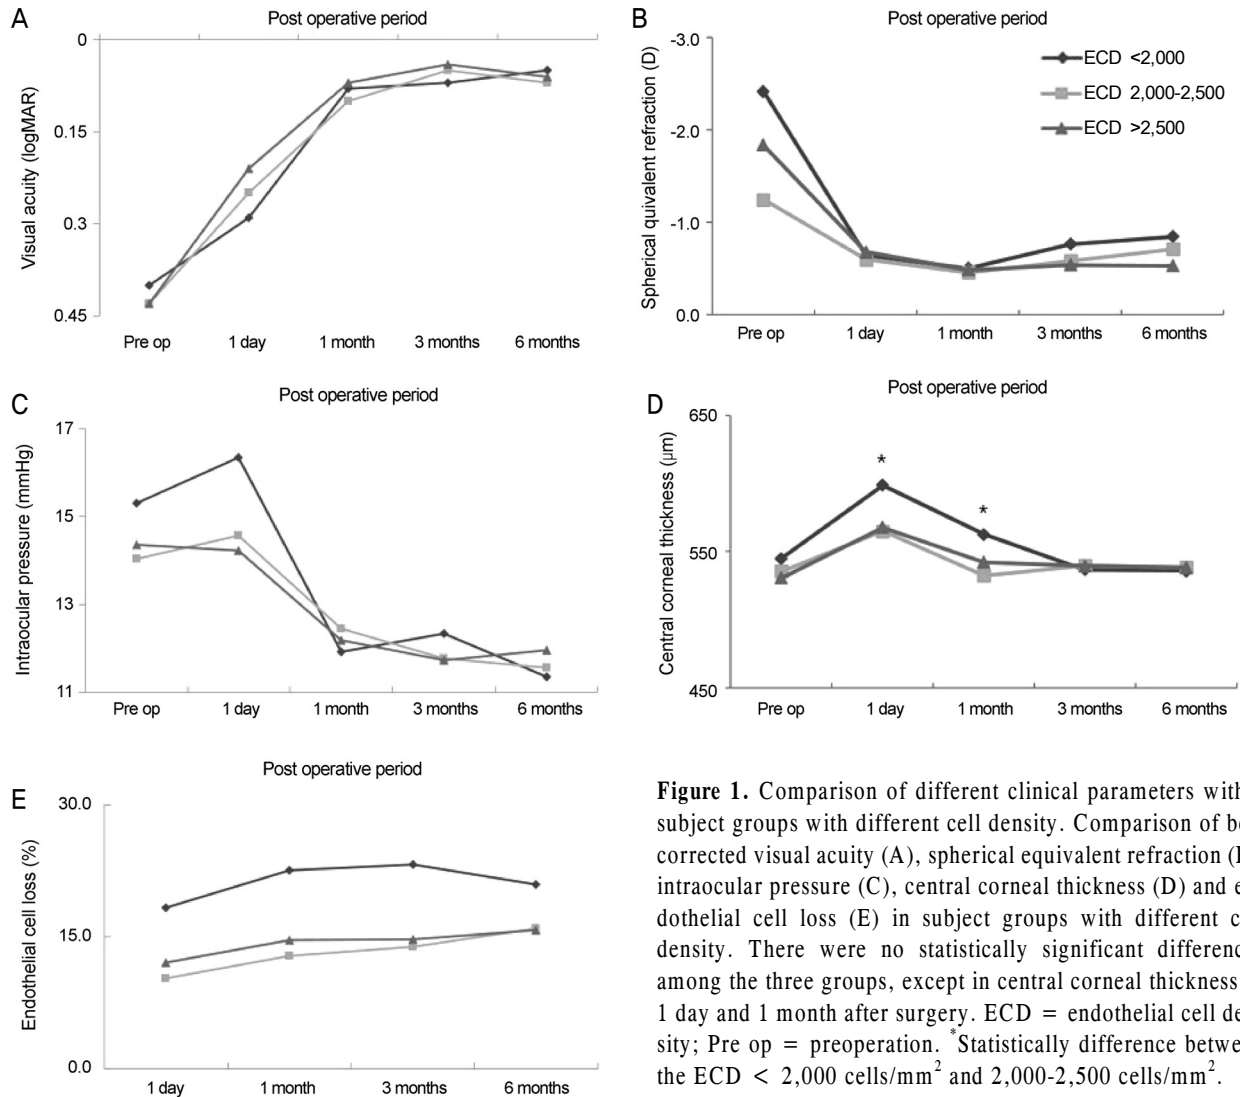 A
Post operative period
0
0.15
0.3
0.45
Visual acuity (logMAR)
Pre op 1 day 1 month 3 months 6 months
B
Post operative period
-3.0
-2.0
-1.0
0.0
Spherical quivalent refraction (D)
ECD <2,000
ECD 2,000-2,500
ECD >2,500
Pre op 1 day 1 month 3 months 6 months
C
Post operative period
17
15
13
11
Intraocular pressure (mmHg)
Pre op 1 day 1 month 3 months 6 months
D
Post operative period
650
550
450
Central corneal thickness (μm)
*
*
Pre op 1 day 1 month 3 months 6 months
E
Post operative period
30.0
15.0
0.0
Endothelial cell loss (%)
1 day 1 month 3 months 6 months
Figure 1. Comparison of different clinical parameters with
subject groups with different cell density. Comparison of
corrected visual acuity (A), spherical equivalent refraction
intraocular pressure (C), central corneal thickness (D) and
dothelial cell loss (E) in subject groups with different
density. There were no statistically significant
among the three groups, except in central corneal thickness
1 day and 1 month after surgery. ECD = endothelial cell
sity; Pre op = preoperation. *Statistically difference
the ECD < 2,000 cells/mm² and 2,000-2,500 cells/mm².